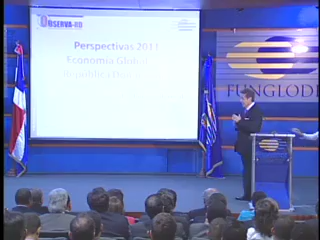 OBSERVA-RD
Perspectivas 2011
Economía Global
FUNGLODE